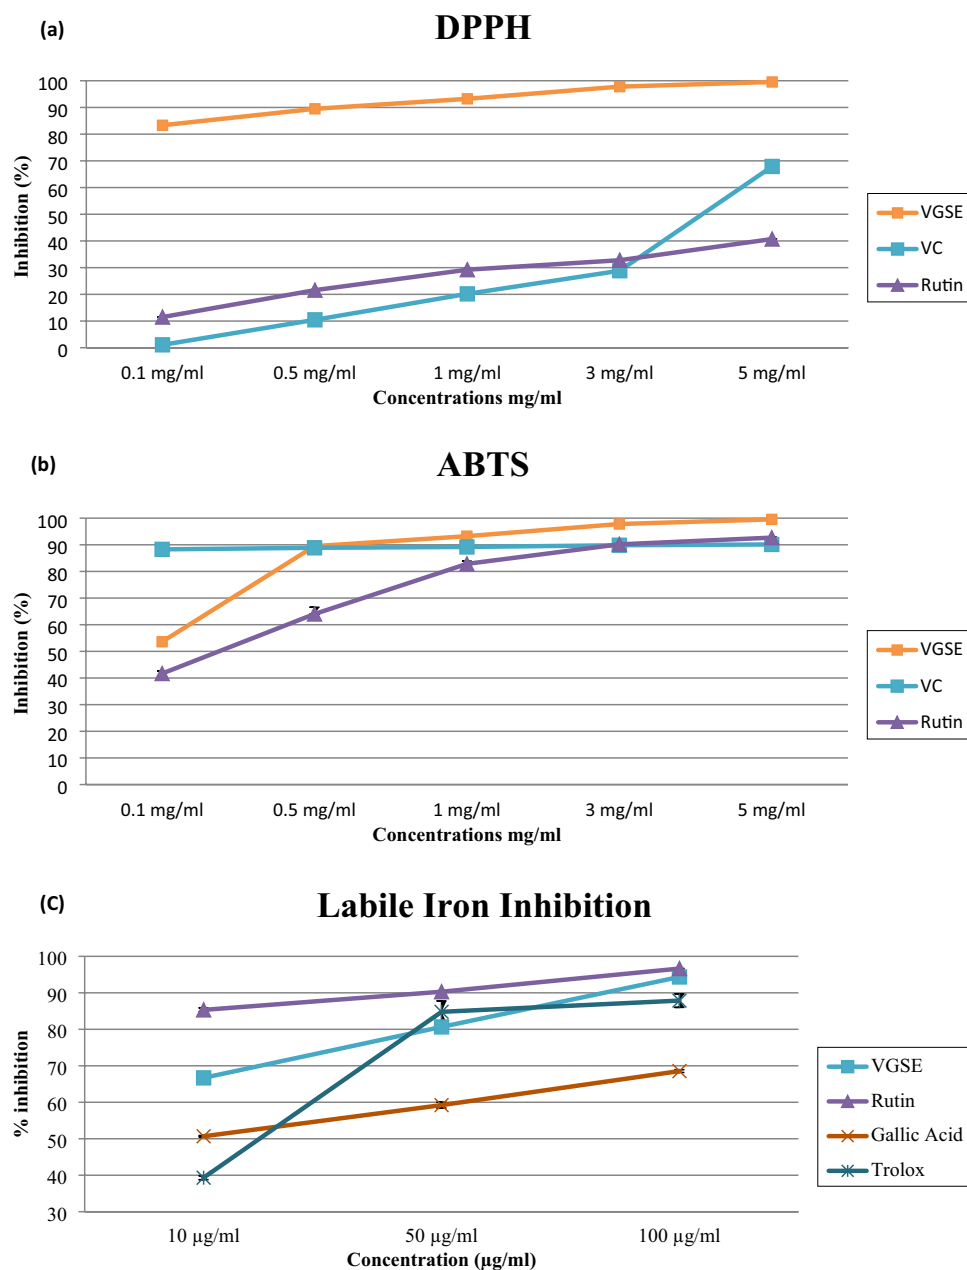 (a)
DPPH
100
90
80
70
60
50
40
30
20
10
0
Inhibition (%)
0.1 mg/ml 0.5 mg/ml 1 mg/ml 3 mg/ml 5 mg/ml
Concentrations mg/ml
VGSE
VC
Rutin
(b)
ABTS
100
90
80
70
60
50
40
30
20
10
0
Inhibition (%)
0.1 mg/ml 0.5 mg/ml 1 mg/ml 3 mg/ml 5 mg/ml
Concentrations mg/ml
VGSE
VC
Rutin
(C)
Labile Iron Inhibition
100
90
80
70
60
50
40
30
% inhibition
10 µg/ml 50 µg/ml 100 µg/ml
Concentration (µg/ml)
VGSE
Rutin
Gallic Acid
Trolox